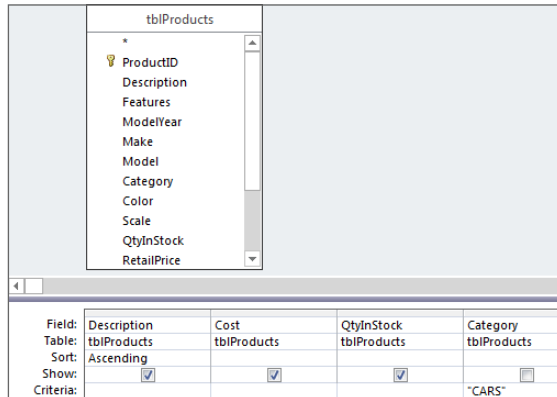 tblProducts
*
ProductID
Description
Features
ModelYear
Make
Model
Category
Color
Scale
QtyInStock
RetailPrice
Field: Description Cost QtyInStock Category
Table: tblProducts tblProducts tblProducts tblProducts
Sort: Ascending
Show:
Criteria: "CARS"